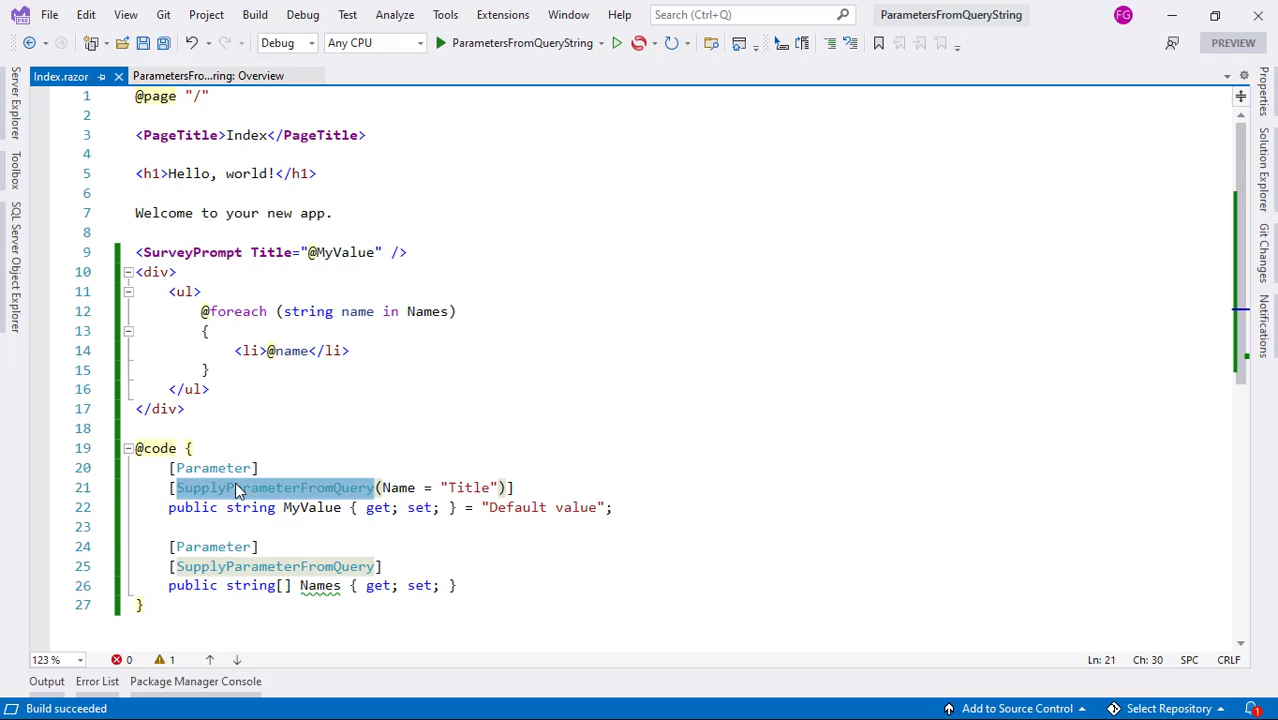 File Edit View Git Project Build Debug Test Analyze Tools Extensions Window Help Search (Ctrl+Q) ParametersFromQueryString FG
Debug Any CPU ParametersFromQueryString PREVIEW
Index.razor ParametersFro...ring: Overview
Server Explorer
Toolbox
SQL Server Object Explorer
1 @page "/"
2
3 <PageTitle>Index</PageTitle>
4
5 <h1>Hello, world!</h1>
6
7 Welcome to your new app.
8
9 <SurveyPrompt Title="@MyValue" />
10 <div>
11 <ul>
12 @foreach (string name in Names)
13 {
14 <li>@name</li>
15 }
16 </ul>
17 </div>
18
19 @code {
20 [Parameter]
21 [SupplyParameterFromQuery(Name = "Title")]
22 public string MyValue { get; set; } = "Default value";
23
24 [Parameter]
25 [SupplyParameterFromQuery]
26 public string[] Names { get; set; }
27 }
Properties
Solution Explorer
Git Changes
Notifications
123 % 0 1 Ln: 21 Ch: 30 SPC CRLF
Output Error List Package Manager Console
Build succeeded Add to Source Control Select Repository 1